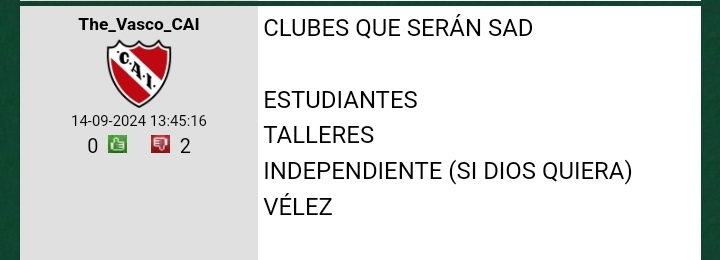 The_Vasco_CAI
C.A.I.
14-09-2024 13:45:16
0 2
CLUBES QUE SERÁN SAD
ESTUDIANTES
TALLERES
INDEPENDIENTE (SI DIOS QUIERA)
VÉLEZ